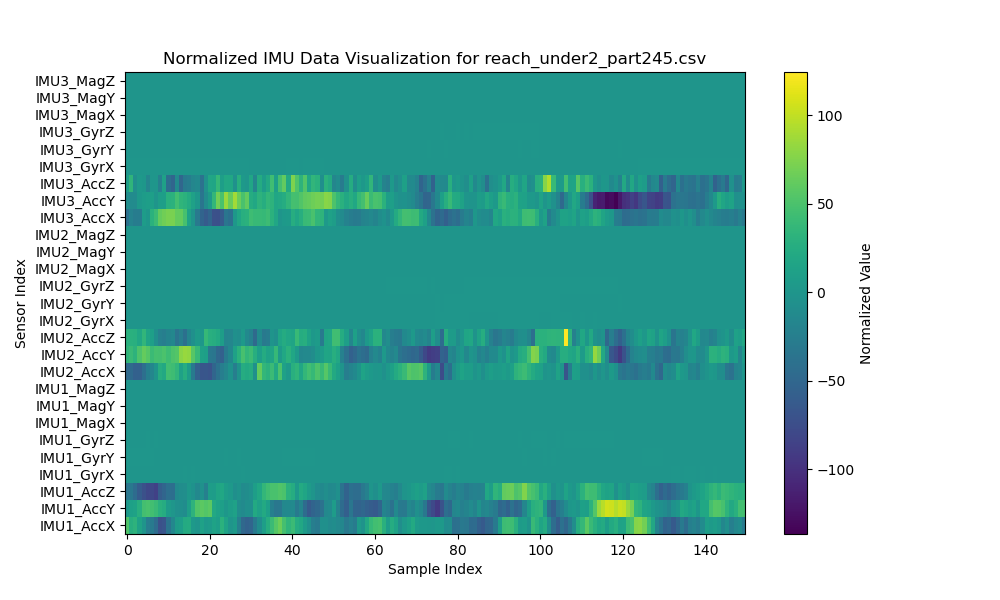 Normalized IMU Data Visualization for reach_under2_part245.csv
IMU3_MagZ
IMU3_MagY
IMU3_MagX
IMU3_GyrZ
IMU3_GyrY
IMU3_GyrX
IMU3_AccZ
IMU3_AccY
IMU3_AccX
IMU2_MagZ
IMU2_MagY
IMU2_MagX
IMU2_GyrZ
IMU2_GyrY
IMU2_GyrX
IMU2_AccZ
IMU2_AccY
IMU2_AccX
IMU1_MagZ
IMU1_MagY
IMU1_MagX
IMU1_GyrZ
IMU1_GyrY
IMU1_GyrX
IMU1_AccZ
IMU1_AccY
IMU1_AccX
Sensor Index
0 20 40 60 80 100 120 140
Sample Index
100
50
0
−50
−100
Normalized Value